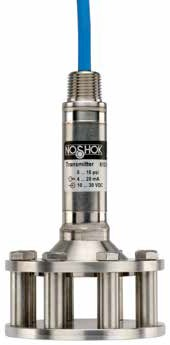 NOSHOK
Transmitter
0 ... 15 psi
4 ... 20 mA
10 ... 30 VDC